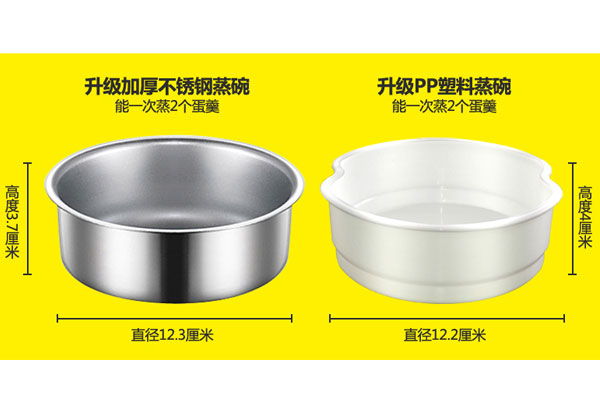 升级加厚不锈钢蒸碗
能一次蒸2个蛋羹
高度3.7厘米
直径12.3厘米
升级PP塑料蒸碗
能一次蒸2个蛋羹
高度4厘米
直径12.2厘米